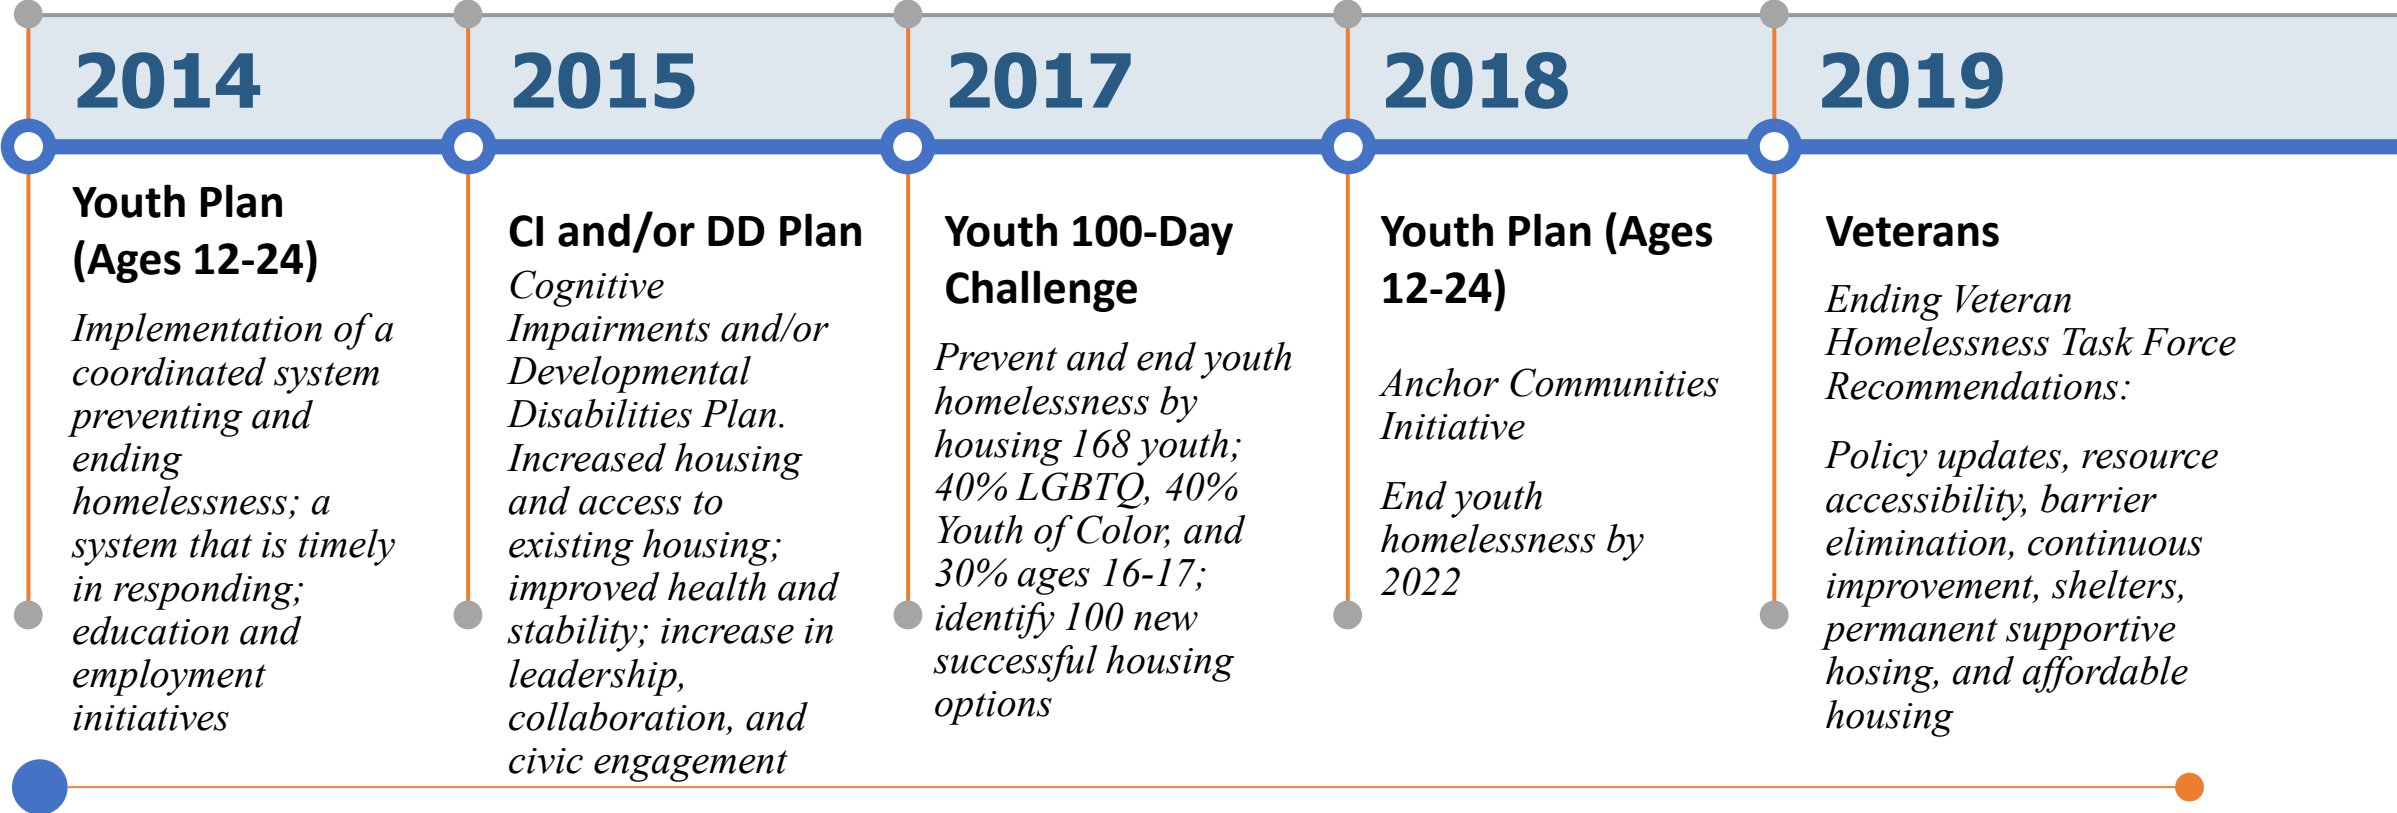 2014
2015
2017
2018
2019
Youth Plan
(Ages 12-24)
Implementation of a
coordinated system
preventing and
ending
homelessness; a
system that is timely
in responding;
education and
employment
initiatives
CI and/or DD Plan
Cognitive
Impairments and/or
Developmental
Disabilities Plan.
Increased housing
and access to
existing housing;
improved health and
stability; increase in
leadership,
collaboration, and
civic engagement
Youth 100-Day
Challenge
Prevent and end youth
homelessness by
housing 168 youth;
40% LGBTQ, 40%
Youth of Color, and
30% ages 16-17;
identify 100 new
successful housing
options
Youth Plan (Ages
12-24)
Anchor Communities
Initiative
End youth
homelessness by
2022
Veterans
Ending Veteran
Homelessness Task Force
Recommendations:
Policy updates, resource
accessibility, barrier
elimination, continuous
improvement, shelters,
permanent supportive
hosing, and affordable
housing